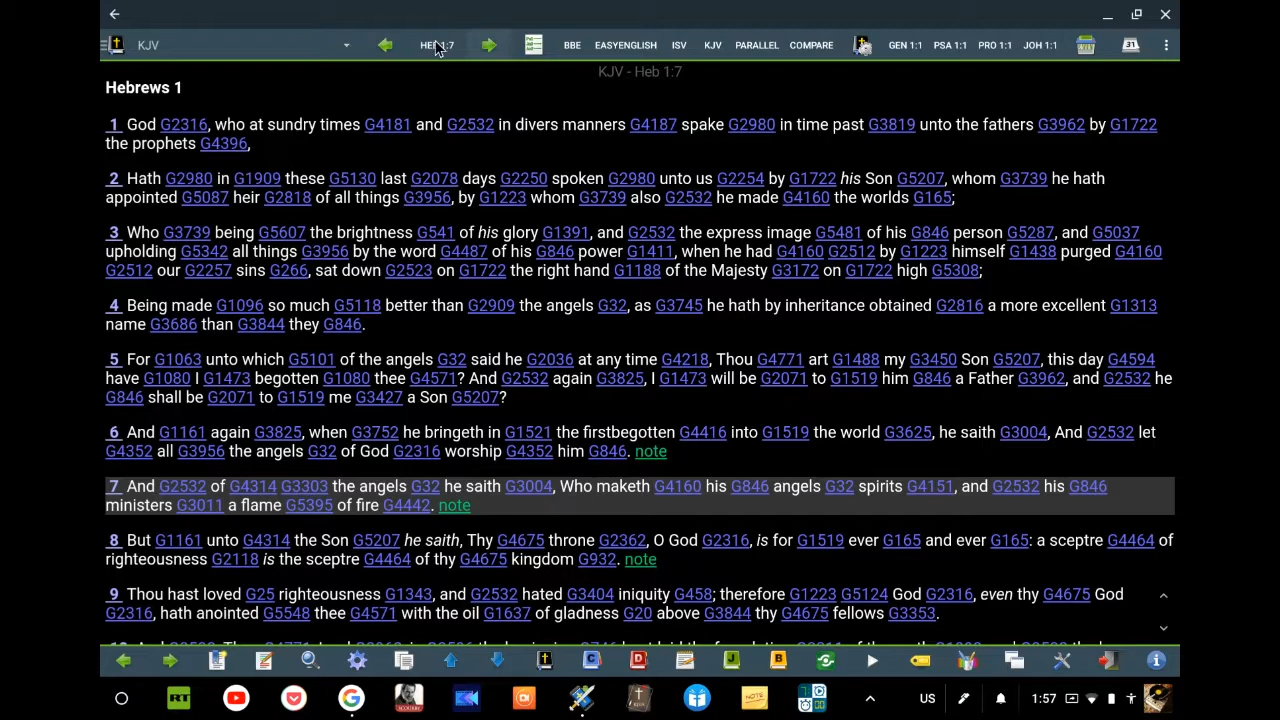 KJV
HEB 1:7
BBE EASYENGLISH ISV KJV PARALLEL COMPARE
GEN 1:1 PSA 1:1 PRO 1:1 JOH 1:1
31
KJV - Heb 1:7
Hebrews 1
1 God G2316, who at sundry times G4181 and G2532 in divers manners G4187 spake G2980 in time past G3819 unto the fathers G3962 by G1722
the prophets G4396,
2 Hath G2980 in G1909 these G5130 last G2078 days G2250 spoken G2980 unto us G2254 by G1722 his Son G5207, whom G3739 he hath
appointed G5087 heir G2818 of all things G3956, by G1223 whom G3739 also G2532 he made G4160 the worlds G165;
3 Who G3739 being G5607 the brightness G541 of his glory G1391, and G2532 the express image G5481 of his G846 person G5287, and G5037
upholding G5342 all things G3956 by the word G4487 of his G846 power G1411, when he had G4160 G2512 by G1223 himself G1438 purged G4160
G2512 our G2257 sins G266, sat down G2523 on G1722 the right hand G1188 of the Majesty G3172 on G1722 high G5308;
4 Being made G1096 so much G5118 better than G2909 the angels G32, as G3745 he hath by inheritance obtained G2816 a more excellent G1313
name G3686 than G3844 they G846.
5 For G1063 unto which G5101 of the angels G32 said he G2036 at any time G4218, Thou G4771 art G1488 my G3450 Son G5207, this day G4594
have G1080 I G1473 begotten G1080 thee G4571? And G2532 again G3825, I G1473 will be G2071 to G1519 him G846 a Father G3962, and G2532 he
G846 shall be G2071 to G1519 me G3427 a Son G5207?
6 And G1161 again G3825, when G3752 he bringeth in G1521 the firstbegotten G4416 into G1519 the world G3625, he saith G3004, And G2532 let
G4352 all G3956 the angels G32 of God G2316 worship G4352 him G846. note
7 And G2532 of G4314 G3303 the angels G32 he saith G3004, Who maketh G4160 his G846 angels G32 spirits G4151, and G2532 his G846
ministers G3011 a flame G5395 of fire G4442. note
8 But G1161 unto G4314 the Son G5207 he saith, Thy G4675 throne G2362, O God G2316, is for G1519 ever G165 and ever G165: a sceptre G4464 of
righteousness G2118 is the sceptre G4464 of thy G4675 kingdom G932. note
9 Thou hast loved G25 righteousness G1343, and G2532 hated G3404 iniquity G458; therefore G1223 G5124 God G2316, even thy G4675 God
G2316, hath anointed G5548 thee G4571 with the oil G1637 of gladness G20 above G3844 thy G4675 fellows G3353.
RT
US 1:57